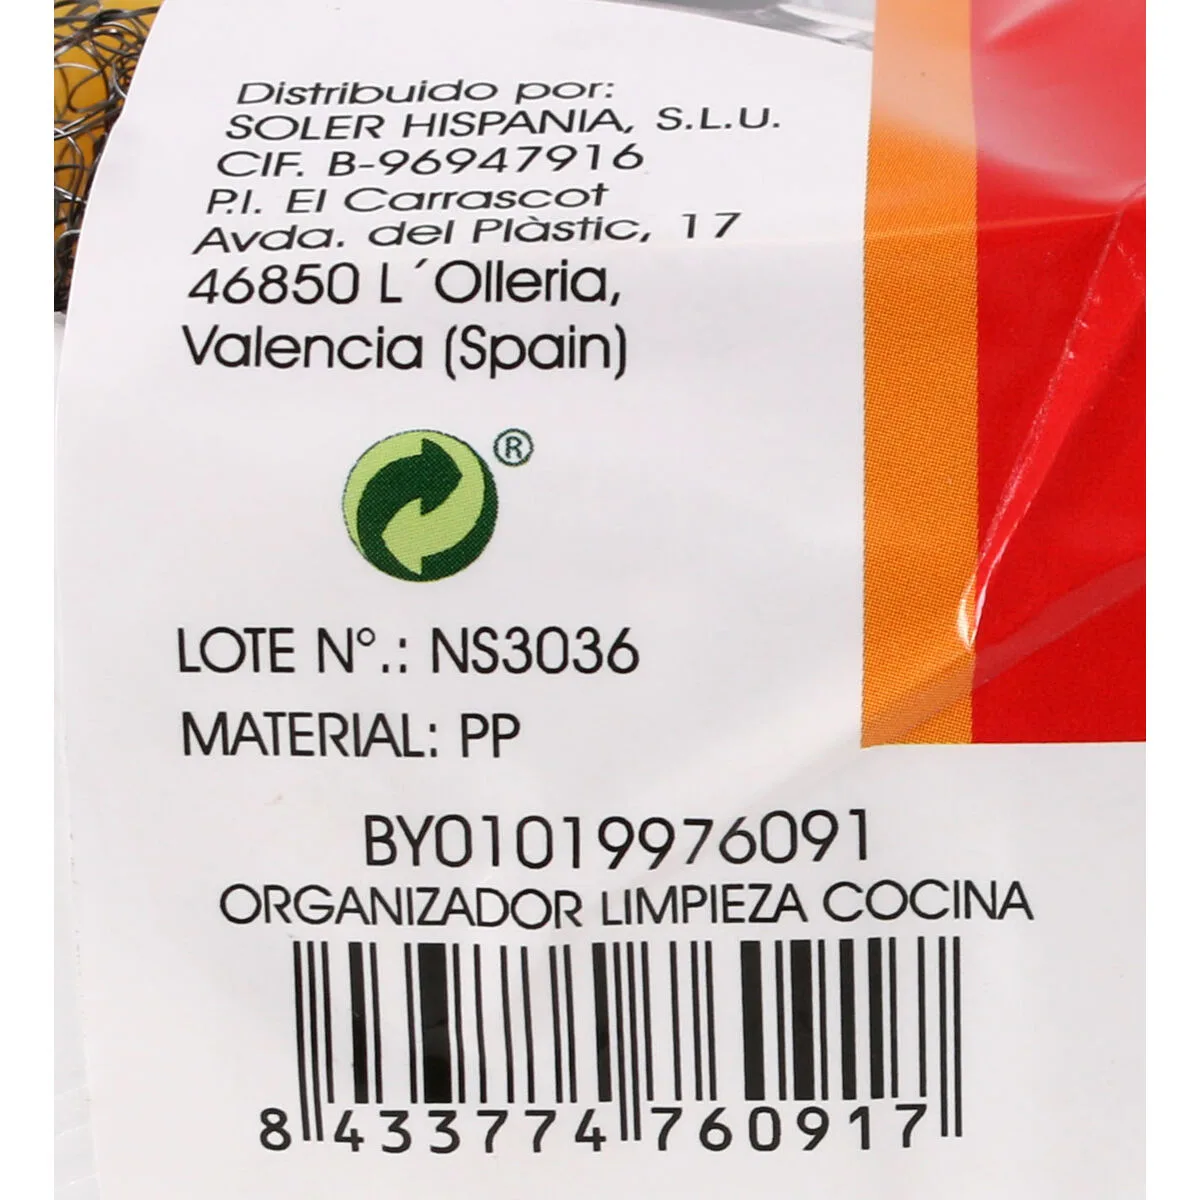 Distribuido por:
SOLER HISPANIA, S.L.U.
CIF. B-96947916
P.I. El Carrascot
Avda. del Plàstic, 17
46850 L´Olleria,
Valencia (Spain)
®
LOTE N°.: NS3036
MATERIAL: PP
BY01019976091
ORGANIZADOR LIMPIEZA COCINA
8 433774 760917